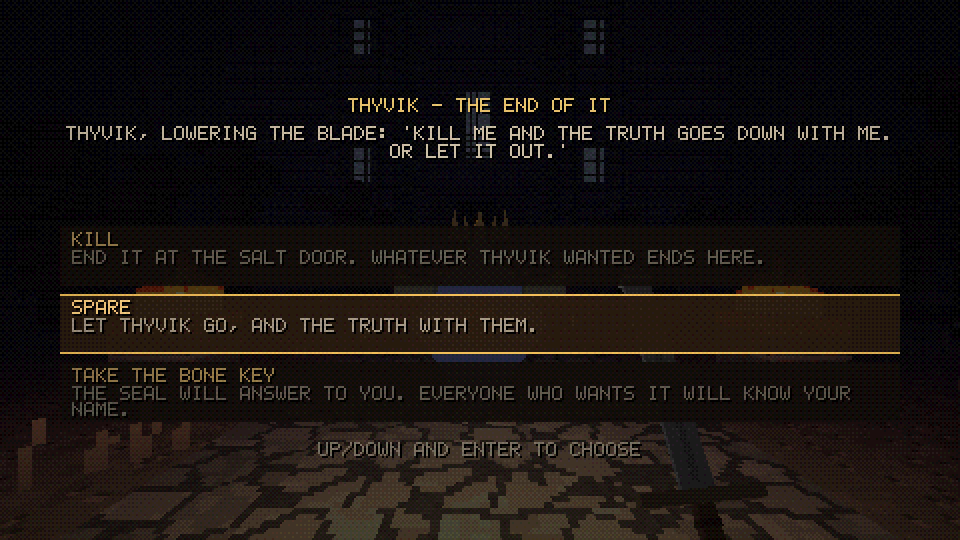 THYVIK - THE END OF IT
THYVIK, LOWERING THE BLADE: 'KILL ME AND THE TRUTH GOES DOWN WITH ME.
OR LET IT OUT.'
KILL
END IT AT THE SALT DOOR. WHATEVER THYVIK WANTED ENDS HERE.
SPARE
LET THYVIK GO, AND THE TRUTH WITH THEM.
TAKE THE BONE KEY
THE SEAL WILL ANSWER TO YOU. EVERYONE WHO WANTS IT WILL KNOW YOUR
NAME.
UP/DOWN AND ENTER TO CHOOSE